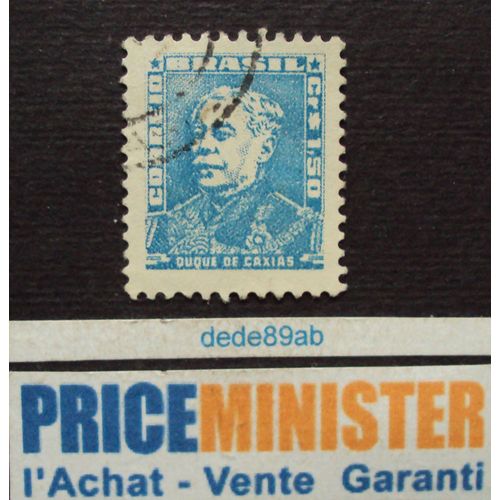 BRASIL
CORREIO
Cr$ 1,50
DUQUE DE CAXIAS
dede89ab
PRICEMINISTER
l'Achat - Vente Garanti